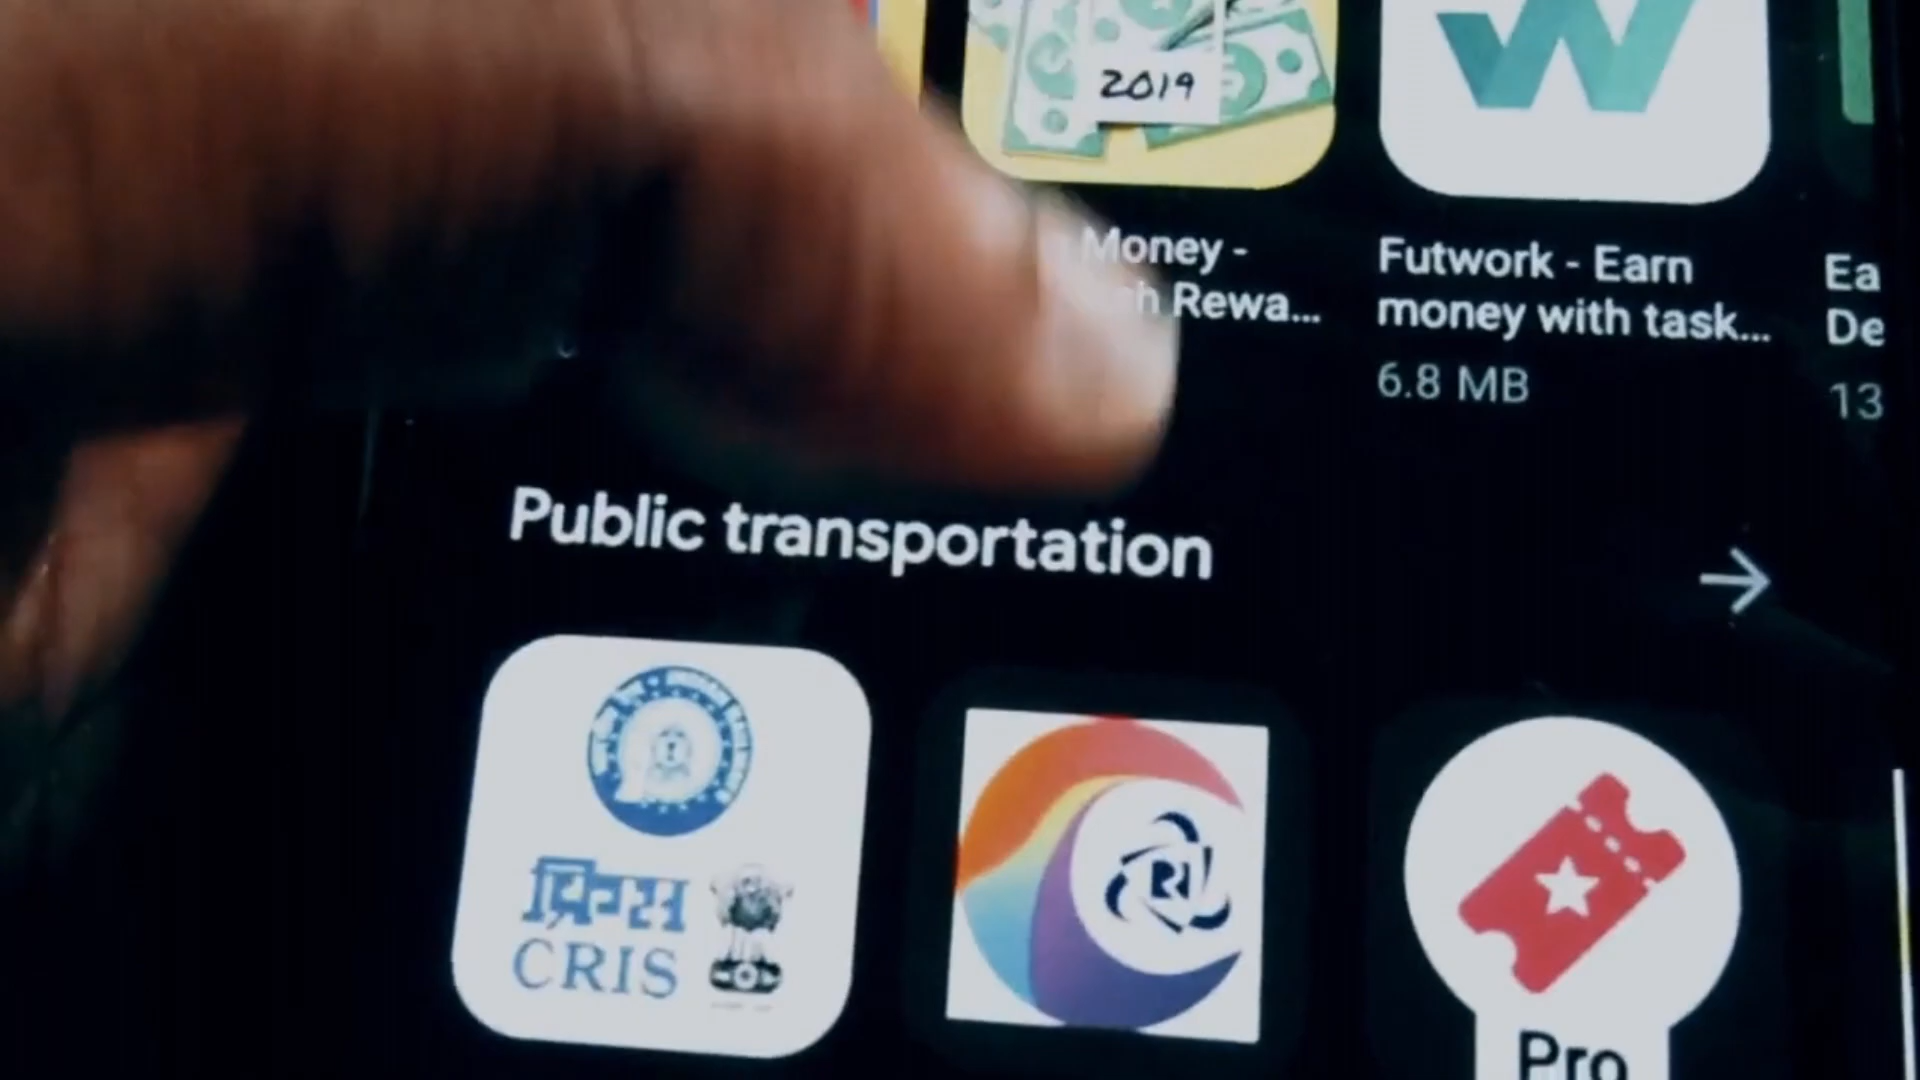 2019
Money -
Rewa...
Futwork - Earn
money with task...
6.8 MB
Ea
De
13
Public transportation
क्रिस
CRIS
Pro